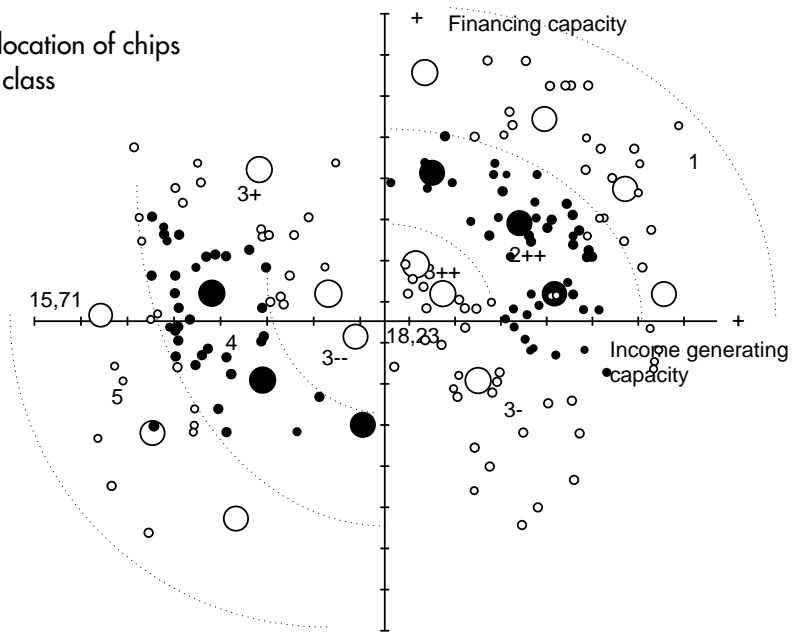 location of chips
class
+ Financing capacity
1
3+
2++
3++
15,71
18,23
+
4
3--
Income generating
capacity
5
3-